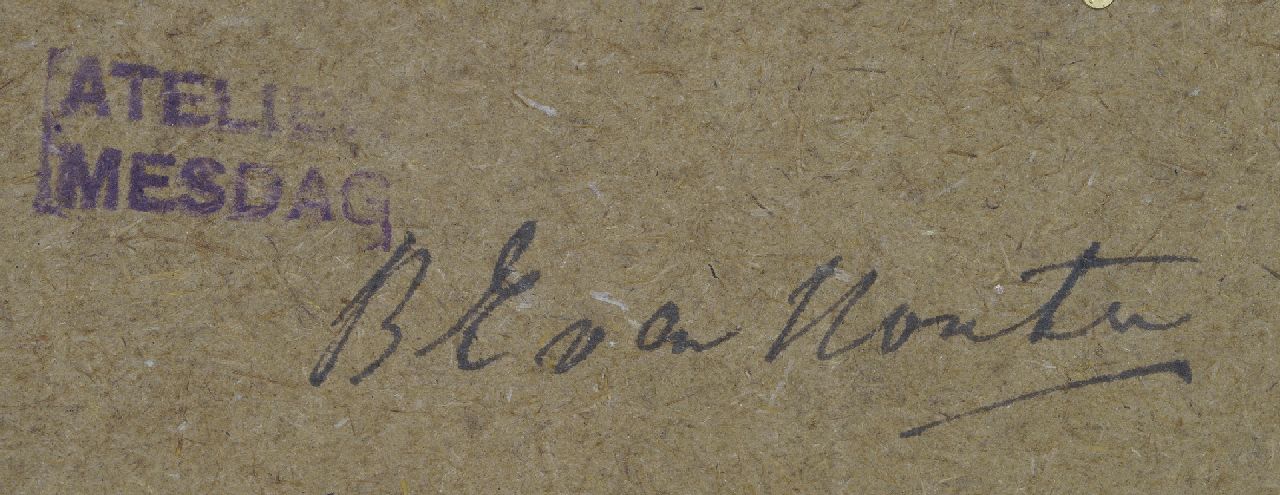 ATELIER
MESDAG
B E van Houten